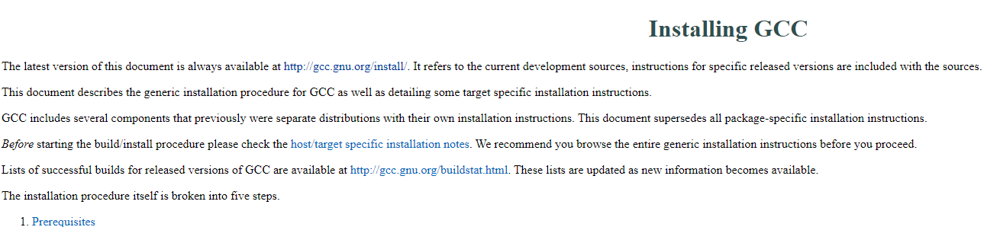 Installing GCC
The latest version of this document is always available at http://gcc.gnu.org/install/. It refers to the current development sources, instructions for specific released versions are included with the sources.
This document describes the generic installation procedure for GCC as well as detailing some target specific installation instructions.
GCC includes several components that previously were separate distributions with their own installation instructions. This document supersedes all package-specific installation instructions.
Before starting the build/install procedure please check the host/target specific installation notes. We recommend you browse the entire generic installation instructions before you proceed.
Lists of successful builds for released versions of GCC are available at http://gcc.gnu.org/buildstat.html. These lists are updated as new information becomes available.
The installation procedure itself is broken into five steps.
1. Prerequisites